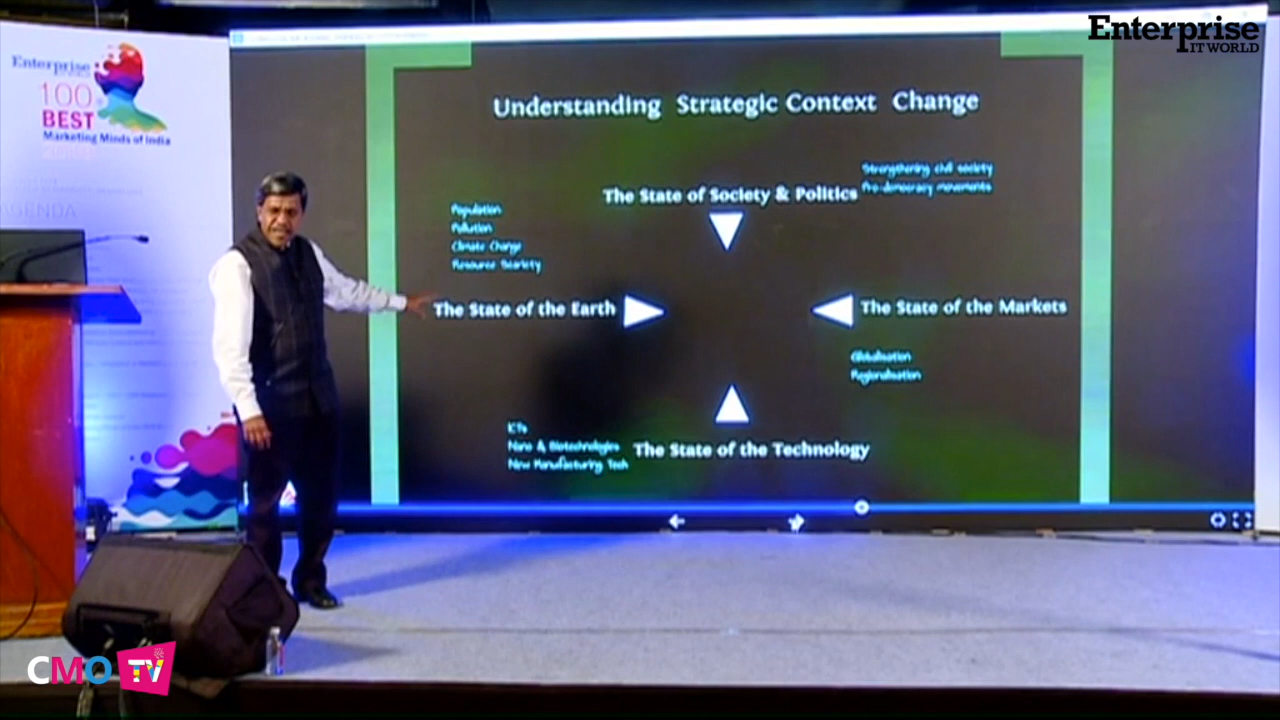 Enterprise
IT WORLD
Enterprise
100
BEST
Marketing Minds of India
AGENDA
Understanding Strategic Context Change
Strengthening civil society
Pro-democracy movements
The State of Society & Politics
Population
Pollution
Climate Change
Resource Scarcity
The State of the Earth
The State of the Markets
Globalisation
Regionalisation
ICTs
Nano & Biotechnologies
New Manufacturing Tech
The State of the Technology
CMO TV